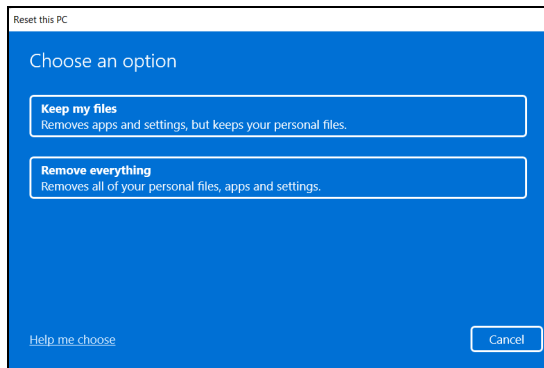 Reset this PC
Choose an option
Keep my files
Removes apps and settings, but keeps your personal files.
Remove everything
Removes all of your personal files, apps and settings.
Help me choose
Cancel